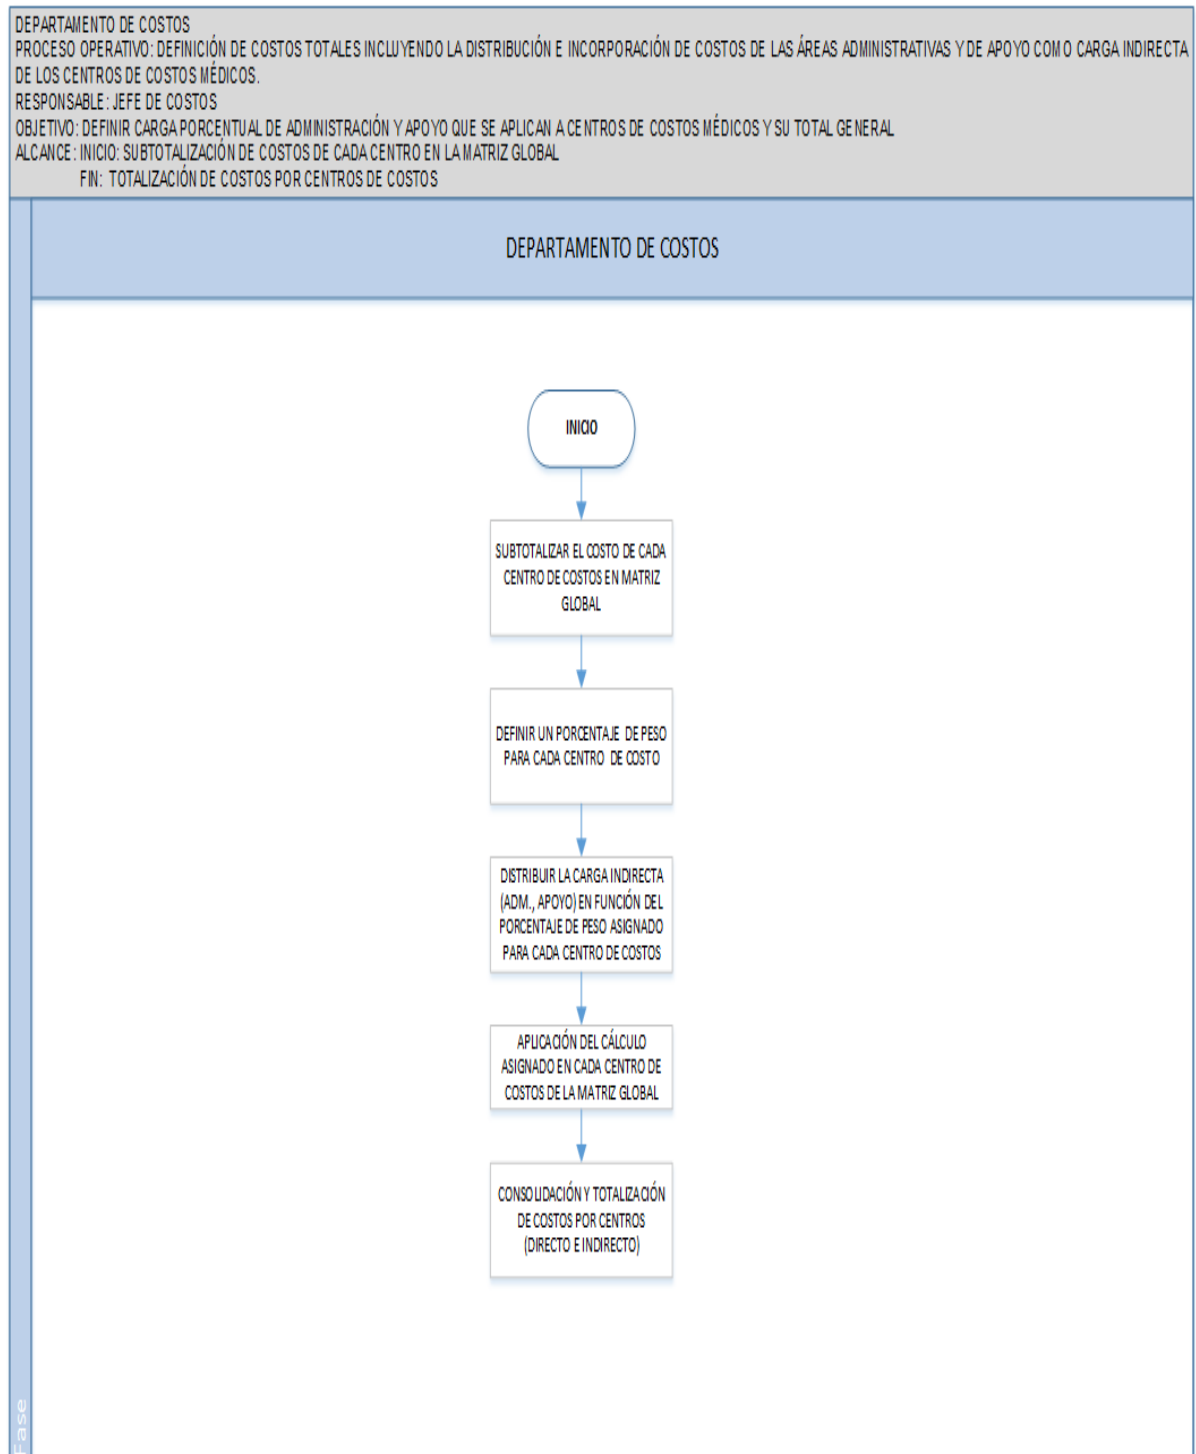 DEPARTAMENTO DE COSTOS
PROCESO OPERATIVO: DEFINICIÓN DE COSTOS TOTALES INCLUYENDO LA DISTRIBUCIÓN E INCORPORACIÓN DE COSTOS DE LAS ÁREAS ADMINISTRATIVAS Y DE APOYO COMO CARGA INDIRECTA
DE LOS CENTROS DE COSTOS MÉDICOS.
RESPONSABLE: JEFE DE COSTOS
OBJETIVO: DEFINIR CARGA PORCENTUAL DE ADMINISTRACIÓN Y APOYO QUE SE APLICAN A CENTROS DE COSTOS MÉDICOS Y SU TOTAL GENERAL
ALCANCE: INICIO: SUBTOTALIZACIÓN DE COSTOS DE CADA CENTRO EN LA MATRIZ GLOBAL
FIN: TOTALIZACIÓN DE COSTOS POR CENTROS DE COSTOS
DEPARTAMENTO DE COSTOS
INICIO
SUBTOTALIZAR EL COSTO DE CADA
CENTRO DE COSTOS EN MATRIZ
GLOBAL
DEFINIR UN PORCENTAJE DE PESO
PARA CADA CENTRO DE COSTO
DISTRIBUIR LA CARGA INDIRECTA
(ADM., APOYO) EN FUNCIÓN DEL
PORCENTAJE DE PESO ASIGNADO
PARA CADA CENTRO DE COSTOS
APLICACIÓN DEL CÁLCULO
ASIGNADO EN CADA CENTRO DE
COSTOS DE LA MATRIZ GLOBAL
CONSOLIDACIÓN Y TOTALIZACIÓN
DE COSTOS POR CENTROS
(DIRECTO E INDIRECTO)
Fase